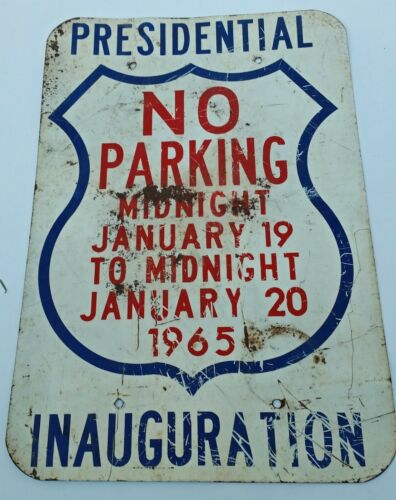 PRESIDENTIAL
NO
PARKING
MIDNIGHT
JANUARY 19
TO MIDNIGHT
JANUARY 20
1965
INAUGURATION